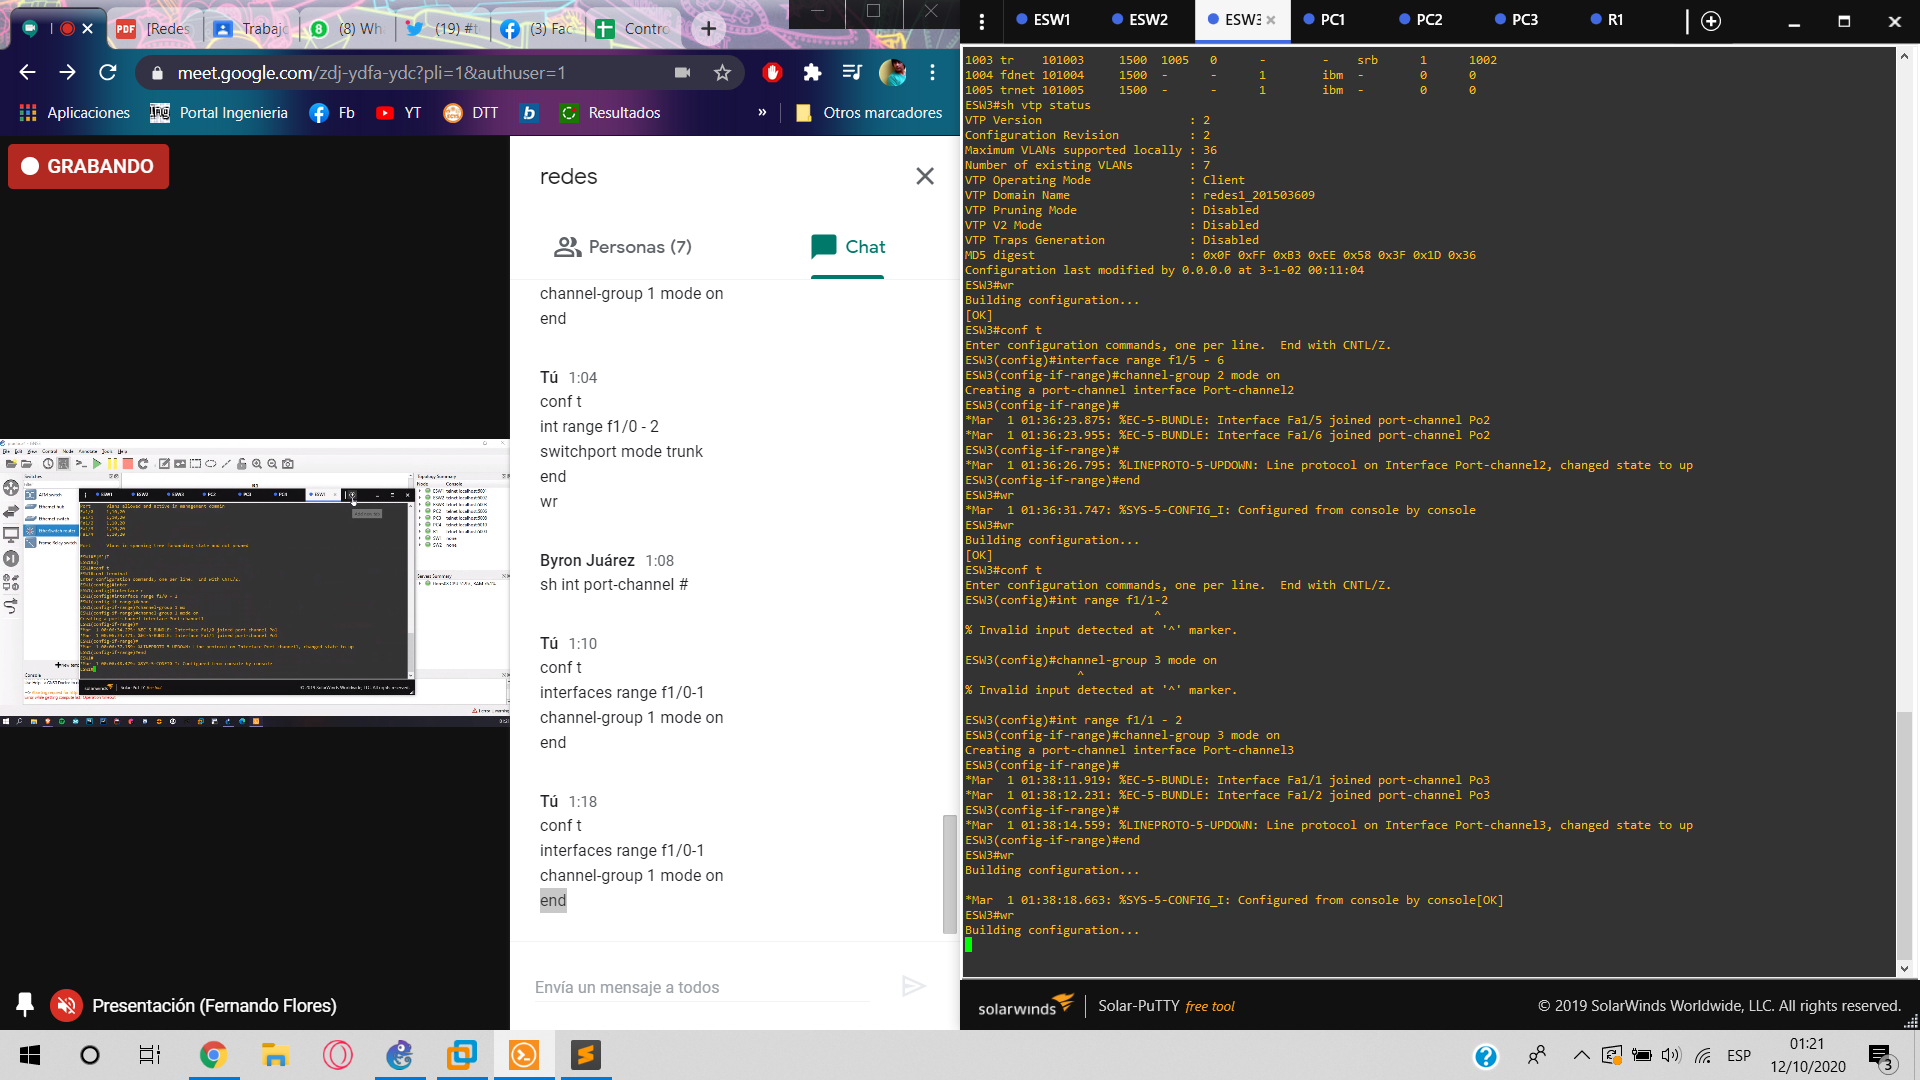 [Redes
Trabaj
(8) Wh
(19) #t
(3) Fac
Contro
meet.google.com/zdj-ydfa-ydc?pli=1&authuser=1
Aplicaciones
Portal Ingenieria
Fb
YT
DTT
Resultados
»
Otros marcadores
GRABANDO
Presentación (Fernando Flores)
redes
Personas (7)
Chat
channel-group 1 mode on
end
Tú 1:04
conf t
int range f1/0 - 2
switchport mode trunk
end
wr
Byron Juárez 1:08
sh int port-channel #
Tú 1:10
conf t
interfaces range f1/0-1
channel-group 1 mode on
end
Tú 1:18
conf t
interfaces range f1/0-1
channel-group 1 mode on
end
Envía un mensaje a todos
ESW1
ESW2
ESW3
PC1
PC2
PC3
R1
1003 tr 101003 1500 1005 0 - - srb 1 1002
1004 fdnet 101004 1500 - - 1 ibm - 0 0
1005 trnet 101005 1500 - - 1 ibm - 0 0
ESW3#sh vtp status
VTP Version : 2
Configuration Revision : 2
Maximum VLANs supported locally : 36
Number of existing VLANs : 7
VTP Operating Mode : Client
VTP Domain Name : redes1_201503609
VTP Pruning Mode : Disabled
VTP V2 Mode : Disabled
VTP Traps Generation : Disabled
MD5 digest : 0x0F 0xFF 0xB3 0xEE 0x58 0x3F 0x1D 0x36
Configuration last modified by 0.0.0.0 at 3-1-02 00:11:04
ESW3#wr
Building configuration...
[OK]
ESW3#conf t
Enter configuration commands, one per line. End with CNTL/Z.
ESW3(config)#interface range f1/5 - 6
ESW3(config-if-range)#channel-group 2 mode on
Creating a port-channel interface Port-channel2
ESW3(config-if-range)#
*Mar 1 01:36:23.875: %EC-5-BUNDLE: Interface Fa1/5 joined port-channel Po2
*Mar 1 01:36:23.955: %EC-5-BUNDLE: Interface Fa1/6 joined port-channel Po2
ESW3(config-if-range)#
*Mar 1 01:36:26.795: %LINEPROTO-5-UPDOWN: Line protocol on Interface Port-channel2, changed state to up
ESW3(config-if-range)#end
ESW3#wr
*Mar 1 01:36:31.747: %SYS-5-CONFIG_I: Configured from console by console
ESW3#wr
Building configuration...
[OK]
ESW3#conf t
Enter configuration commands, one per line. End with CNTL/Z.
ESW3(config)#int range f1/1-2
^
% Invalid input detected at '^' marker.
ESW3(config)#channel-group 3 mode on
^
% Invalid input detected at '^' marker.
ESW3(config)#int range f1/1 - 2
ESW3(config-if-range)#channel-group 3 mode on
Creating a port-channel interface Port-channel3
ESW3(config-if-range)#
*Mar 1 01:38:11.919: %EC-5-BUNDLE: Interface Fa1/1 joined port-channel Po3
*Mar 1 01:38:12.231: %EC-5-BUNDLE: Interface Fa1/2 joined port-channel Po3
ESW3(config-if-range)#
*Mar 1 01:38:14.559: %LINEPROTO-5-UPDOWN: Line protocol on Interface Port-channel3, changed state to up
ESW3(config-if-range)#end
ESW3#wr
Building configuration...
*Mar 1 01:38:18.663: %SYS-5-CONFIG_I: Configured from console by console[OK]
ESW3#wr
Building configuration...
solarwinds
Solar-PuTTY free tool
© 2019 SolarWinds Worldwide, LLC. All rights reserved.
ESP
01:21
12/10/2020
3